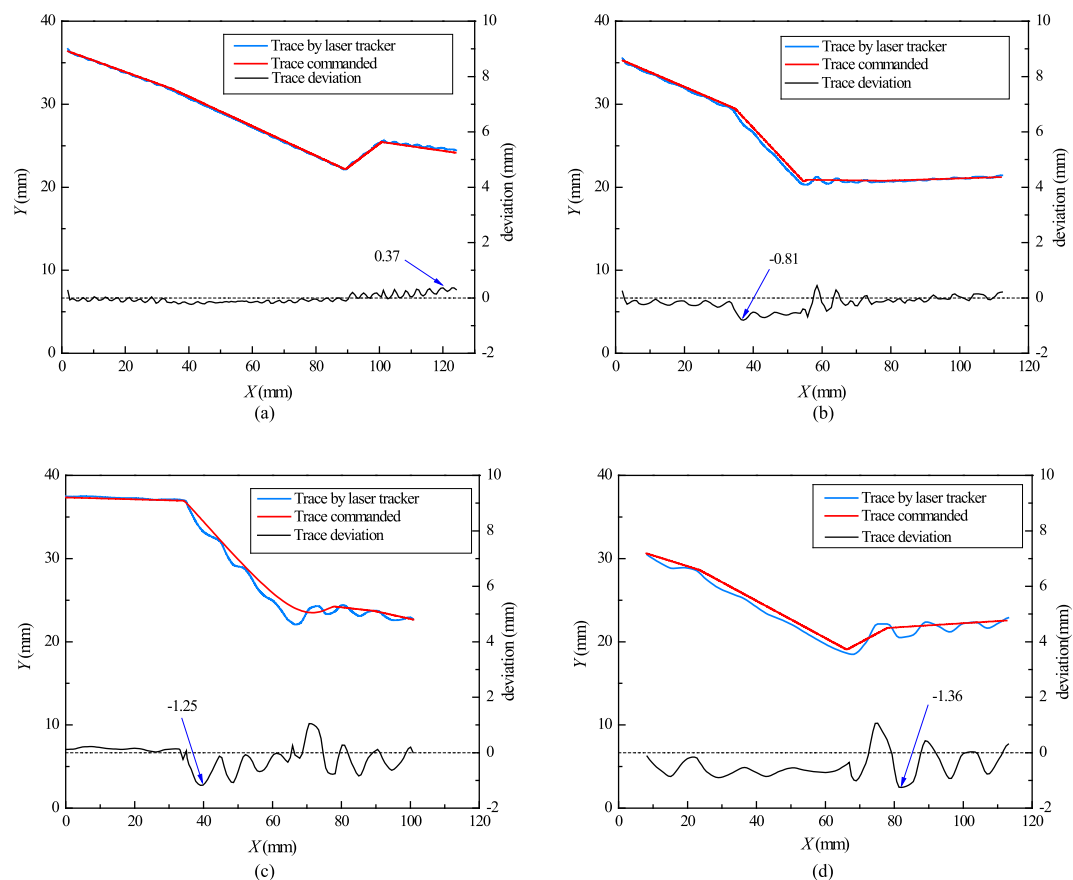 (a)
40
30
20
10
0
Y (mm)
10
8
6
4
2
0
-2
deviation (mm)
Trace by laser tracker
Trace commanded
Trace deviation
0.37
0 20 40 60 80 100 120
X (mm)
(a)
40
30
20
10
0
Y (mm)
10
8
6
4
2
0
-2
deviation (mm)
Trace by laser tracker
Trace commanded
Trace deviation
-0.81
0 20 40 60 80 100 120
X (mm)
(b)
40
30
20
10
0
Y (mm)
10
8
6
4
2
0
-2
deviation (mm)
Trace by laser tracker
Trace commanded
Trace deviation
-1.25
0 20 40 60 80 100 120
X (mm)
(c)
40
30
20
10
0
Y (mm)
10
8
6
4
2
0
-2
deviation(mm)
Trace by laser tracker
Trace commanded
Trace deviation
-1.36
0 20 40 60 80 100 120
X (mm)
(d)